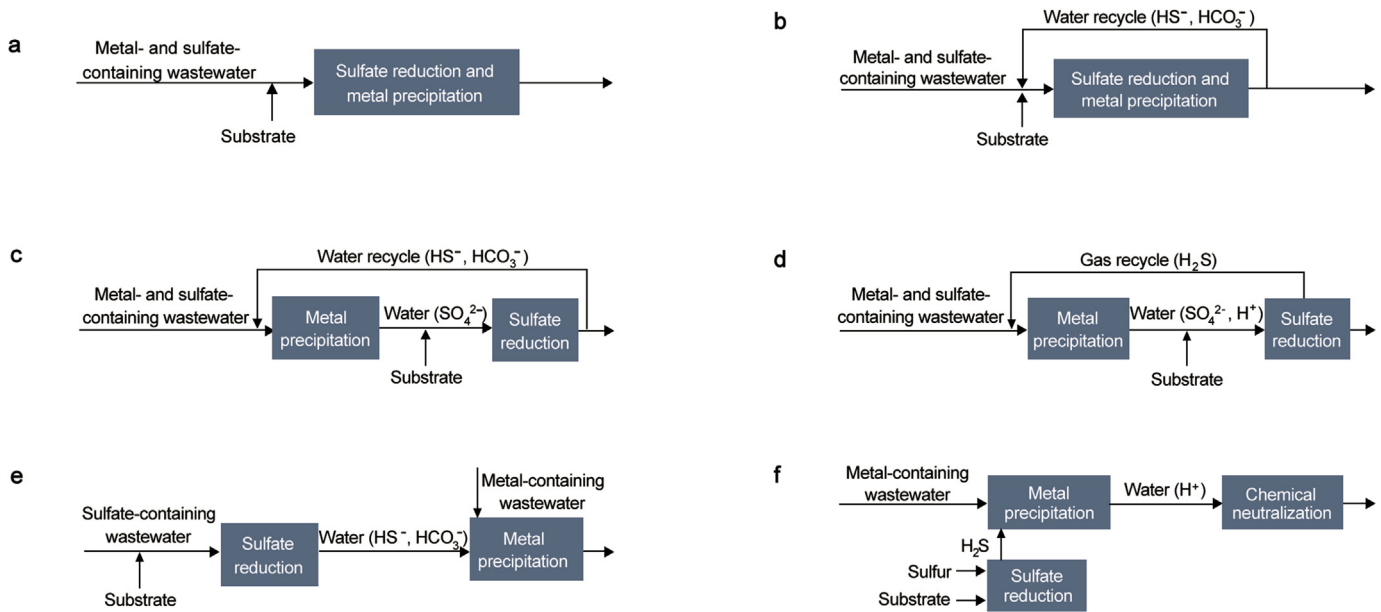 a
Metal- and sulfate-
containing wastewater
Substrate
Sulfate reduction and
metal precipitation
b
Water recycle (HS⁻, HCO₃⁻)
Metal- and sulfate-
containing wastewater
Substrate
Sulfate reduction and
metal precipitation
c
Water recycle (HS⁻, HCO₃⁻)
Metal- and sulfate-
containing wastewater
Metal
precipitation
Water (SO₄²⁻)
Substrate
Sulfate
reduction
d
Gas recycle (H₂S)
Metal- and sulfate-
containing wastewater
Metal
precipitation
Water (SO₄²⁻, H⁺)
Substrate
Sulfate
reduction
e
Sulfate-containing
wastewater
Substrate
Sulfate
reduction
Water (HS⁻, HCO₃⁻)
Metal-containing
wastewater
Metal
precipitation
f
Metal-containing
wastewater
Metal
precipitation
Water (H⁺)
Chemical
neutralization
H₂S
Sulfur
Substrate
Sulfate
reduction